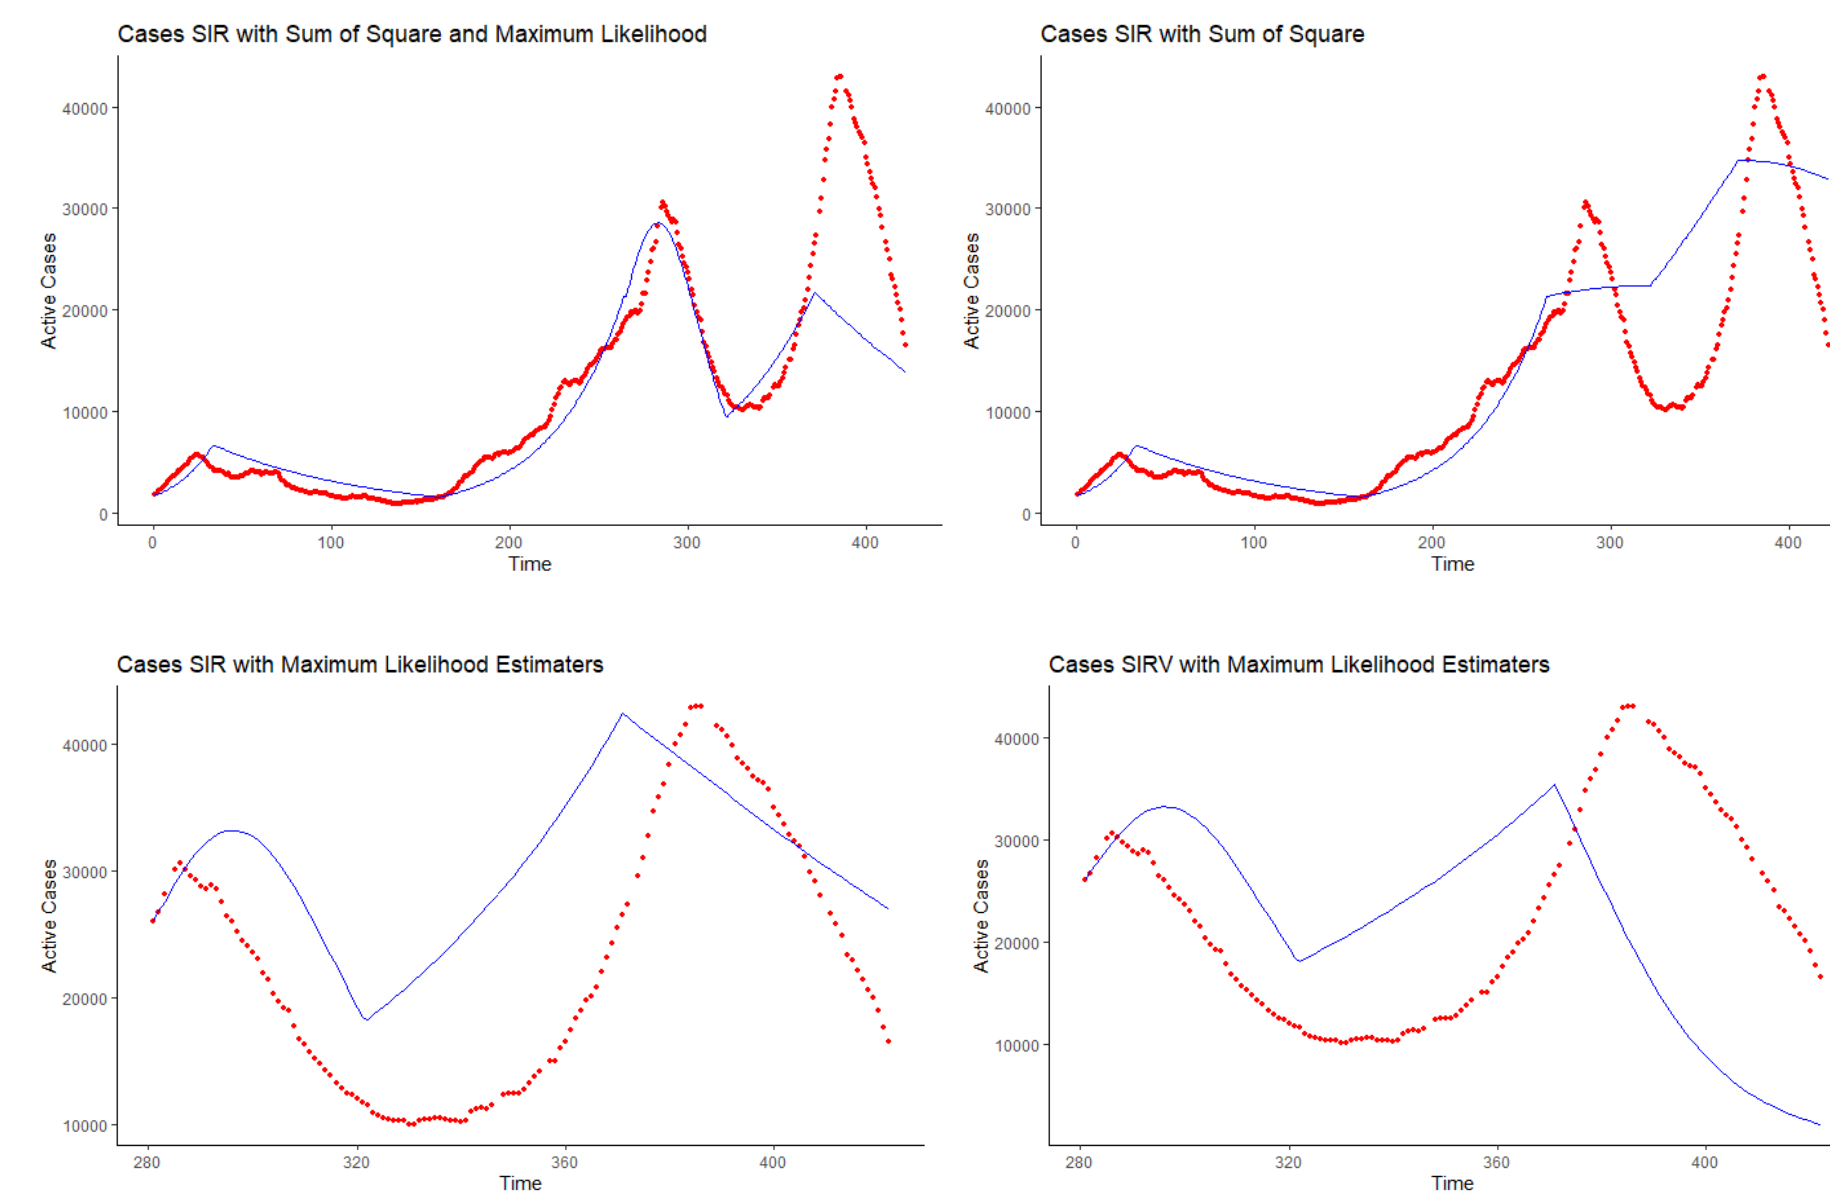 Cases SIR with Sum of Square and Maximum Likelihood
40000
30000
20000
10000
0
Active Cases
0 100 200 300 400
Time
Cases SIR with Sum of Square
40000
30000
20000
10000
0
Active Cases
0 100 200 300 400
Time
Cases SIR with Maximum Likelihood Estimaters
40000
30000
20000
10000
Active Cases
280 320 360 400
Time
Cases SIRV with Maximum Likelihood Estimaters
40000
30000
20000
10000
Active Cases
280 320 360 400
Time